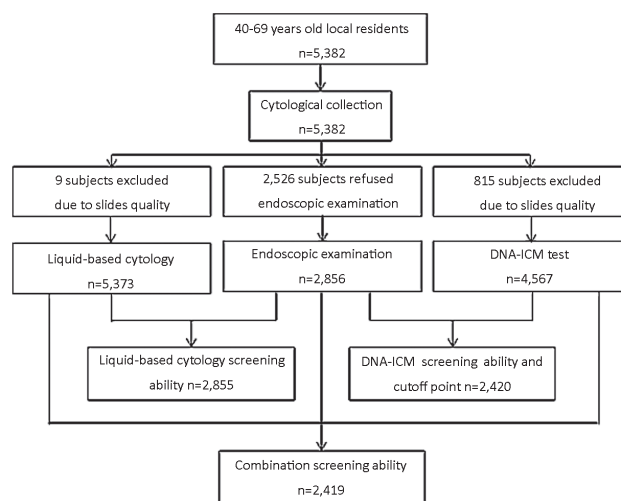 40-69 years old local residents
n=5,382
Cytological collection
n=5,382
9 subjects excluded
due to slides quality
2,526 subjects refused
endoscopic examination
815 subjects excluded
due to slides quality
Liquid-based cytology
n=5,373
Endoscopic examination
n=2,856
DNA-ICM test
n=4,567
Liquid-based cytology screening
ability n=2,855
DNA-ICM screening ability and
cutoff point n=2,420
Combination screening ability
n=2,419